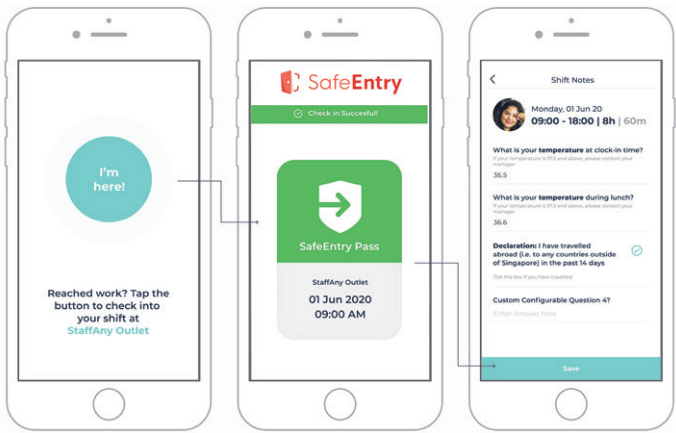 I'm
here!
Reached work? Tap the
button to check into
your shift at
StaffAny Outlet
SafeEntry
Check in Succesfull
SafeEntry Pass
StaffAny Outlet
01 Jun 2020
09:00 AM
Shift Notes
Monday, 01 Jun 20
09:00 - 18:00 | 8h | 60m
What is your temperature at clock-in time?
If your temperature is 37.5 and above, please contact your
manager
36.5
What is your temperature during lunch?
If your temperature is 37.5 and above, please contact your
manager
36.6
Declaration: I have travelled
abroad (i.e. to any countries outside
of Singapore) in the past 14 days
Tick the box if you have travelled
Custom Configurable Question 4?
Enter Answer here
Save